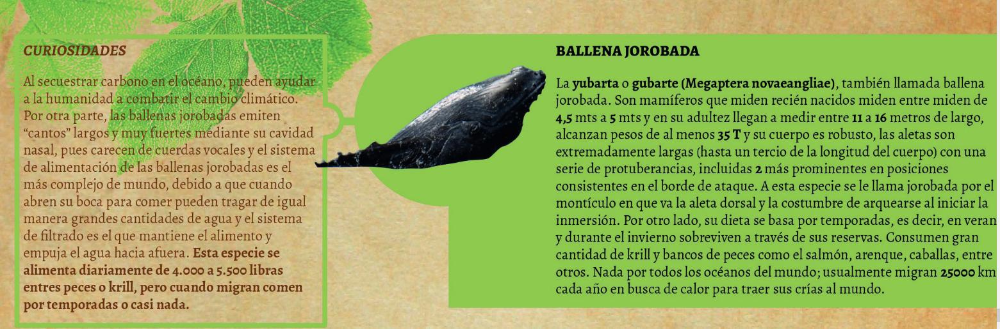 CURIOSIDADES
Al secuestrar carbono en el océano, pueden ayudar
a la humanidad a combatir el cambio climático.
Por otra parte, las ballenas jorobadas emiten
“cantos” largos y muy fuertes mediante su cavidad
nasal, pues carecen de cuerdas vocales y el sistema
de alimentación de las ballenas jorobadas es el
más complejo de mundo, debido a que cuando
abren su boca para comer pueden tragar de igual
manera grandes cantidades de agua y el sistema
de filtrado es el que mantiene el alimento y
empuja el agua hacia afuera. Esta especie se
alimenta diariamente de 4.000 a 5.500 libras
entres peces o krill, pero cuando migran comen
por temporadas o casi nada.
BALLENA JOROBADA
La yubarta o gubarte (Megaptera novaeangliae), también llamada ballena
jorobada. Son mamíferos que miden recién nacidos miden entre miden de
4,5 mts a 5 mts y en su adultez llegan a medir entre 11 a 16 metros de largo,
alcanzan pesos de al menos 35 T y su cuerpo es robusto, las aletas son
extremadamente largas (hasta un tercio de la longitud del cuerpo) con una
serie de protuberancias, incluidas 2 más prominentes en posiciones
consistentes en el borde de ataque. A esta especie se le llama jorobada por el
montículo en que va la aleta dorsal y la costumbre de arquearse al iniciar la
inmersión. Por otro lado, su dieta se basa por temporadas, es decir, en veran
y durante el invierno sobreviven a través de sus reservas. Consumen gran
cantidad de krill y bancos de peces como el salmón, arenque, caballas, entre
otros. Nada por todos los océanos del mundo; usualmente migran 25000 km
cada año en busca de calor para traer sus crías al mundo.